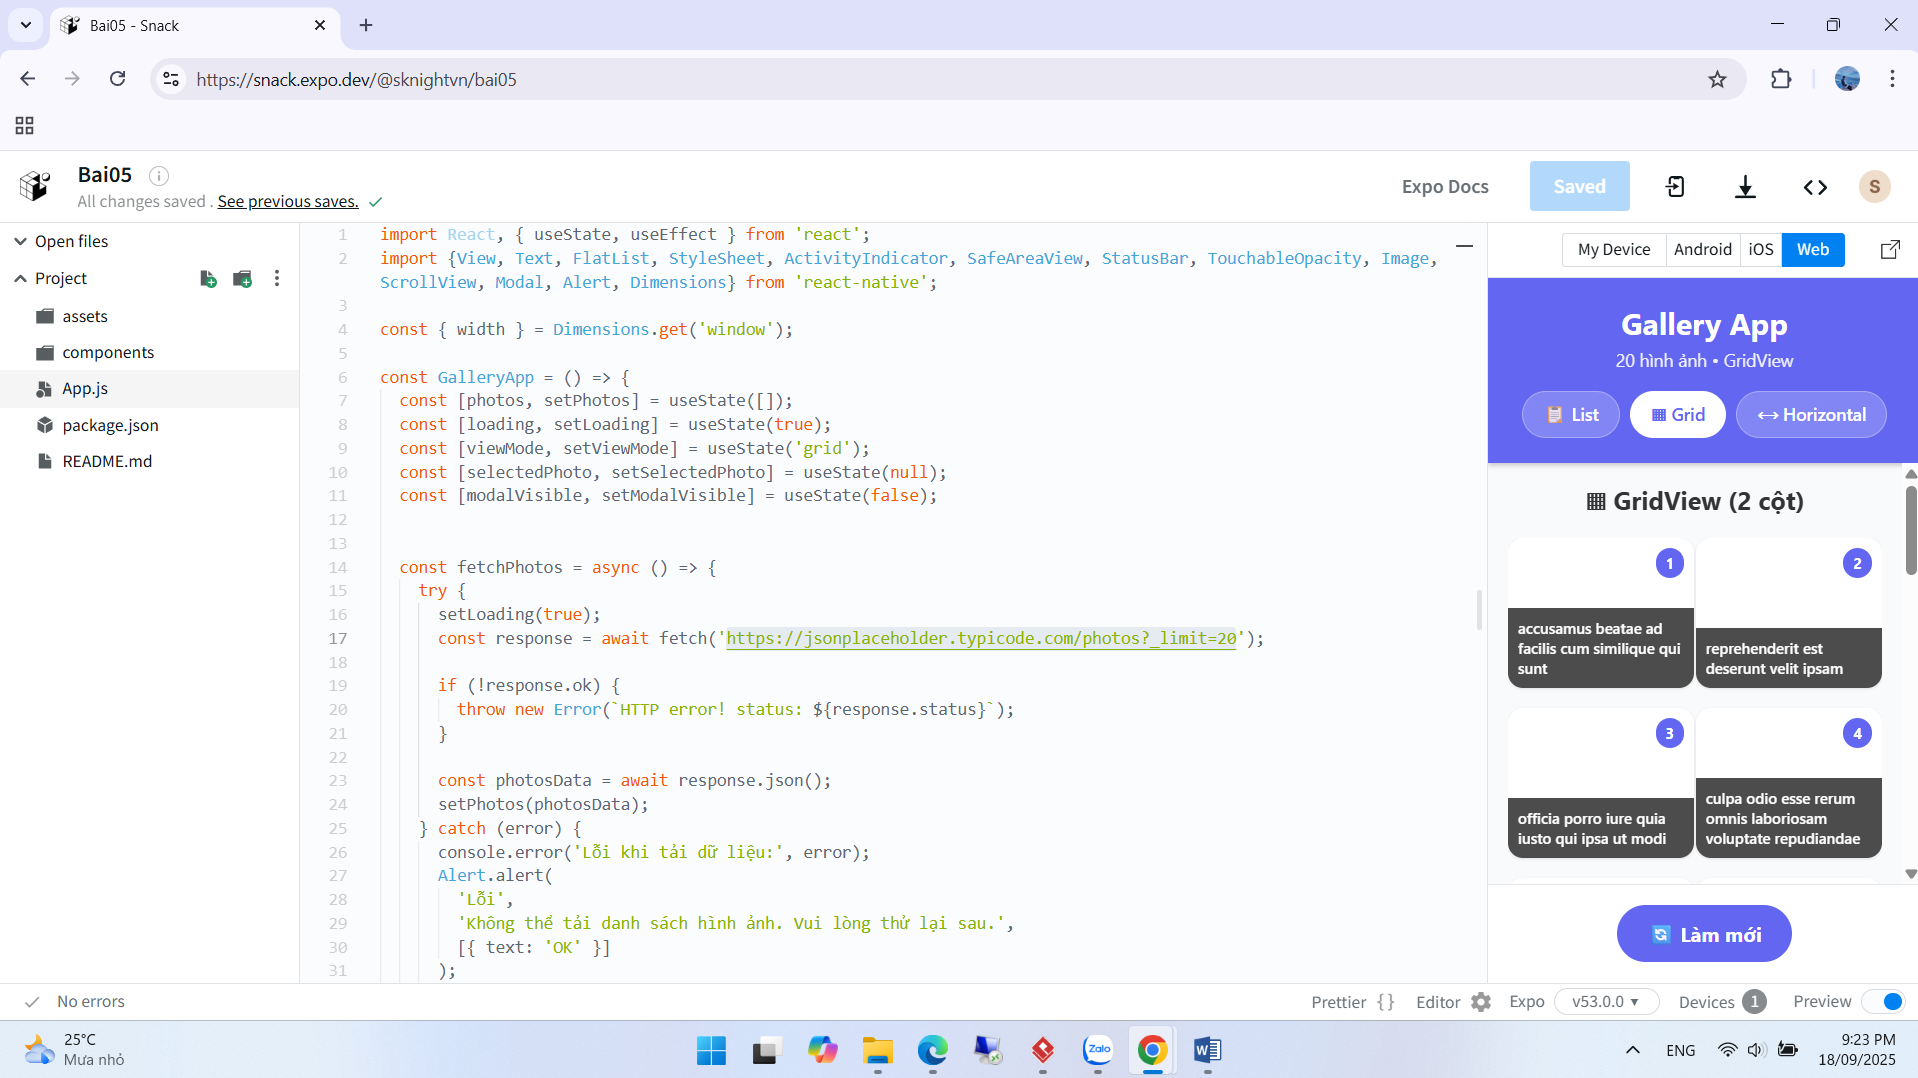 Bai05 - Snack
https://snack.expo.dev/@sknightvn/bai05
Bai05
All changes saved . See previous saves.
Expo Docs
Saved
S
Open files
Project
assets
components
App.js
package.json
README.md
1 import React, { useState, useEffect } from 'react';
2 import {View, Text, FlatList, StyleSheet, ActivityIndicator, SafeAreaView, StatusBar, TouchableOpacity, Image,
ScrollView, Modal, Alert, Dimensions} from 'react-native';
3
4 const { width } = Dimensions.get('window');
5
6 const GalleryApp = () => {
7 const [photos, setPhotos] = useState([]);
8 const [loading, setLoading] = useState(true);
9 const [viewMode, setViewMode] = useState('grid');
10 const [selectedPhoto, setSelectedPhoto] = useState(null);
11 const [modalVisible, setModalVisible] = useState(false);
12
13
14 const fetchPhotos = async () => {
15 try {
16 setLoading(true);
17 const response = await fetch('https://jsonplaceholder.typicode.com/photos?_limit=20');
18
19 if (!response.ok) {
20 throw new Error(`HTTP error! status: ${response.status}`);
21 }
22
23 const photosData = await response.json();
24 setPhotos(photosData);
25 } catch (error) {
26 console.error('Lỗi khi tải dữ liệu:', error);
27 Alert.alert(
28 'Lỗi',
29 'Không thể tải danh sách hình ảnh. Vui lòng thử lại sau.',
30 [{ text: 'OK' }]
31 );
My Device
Android
iOS
Web
Gallery App
20 hình ảnh • GridView
List
Grid
Horizontal
GridView (2 cột)
1
accusamus beatae ad
facilis cum similique qui
sunt
2
reprehenderit est
deserunt velit ipsam
3
officia porro iure quia
iusto qui ipsa ut modi
4
culpa odio esse rerum
omnis laboriosam
voluptate repudiandae
Làm mới
No errors
Prettier { }
Editor
Expo
v53.0.0
Devices 1
Preview
25°C
Mưa nhỏ
Zalo
ENG
9:23 PM
18/09/2025